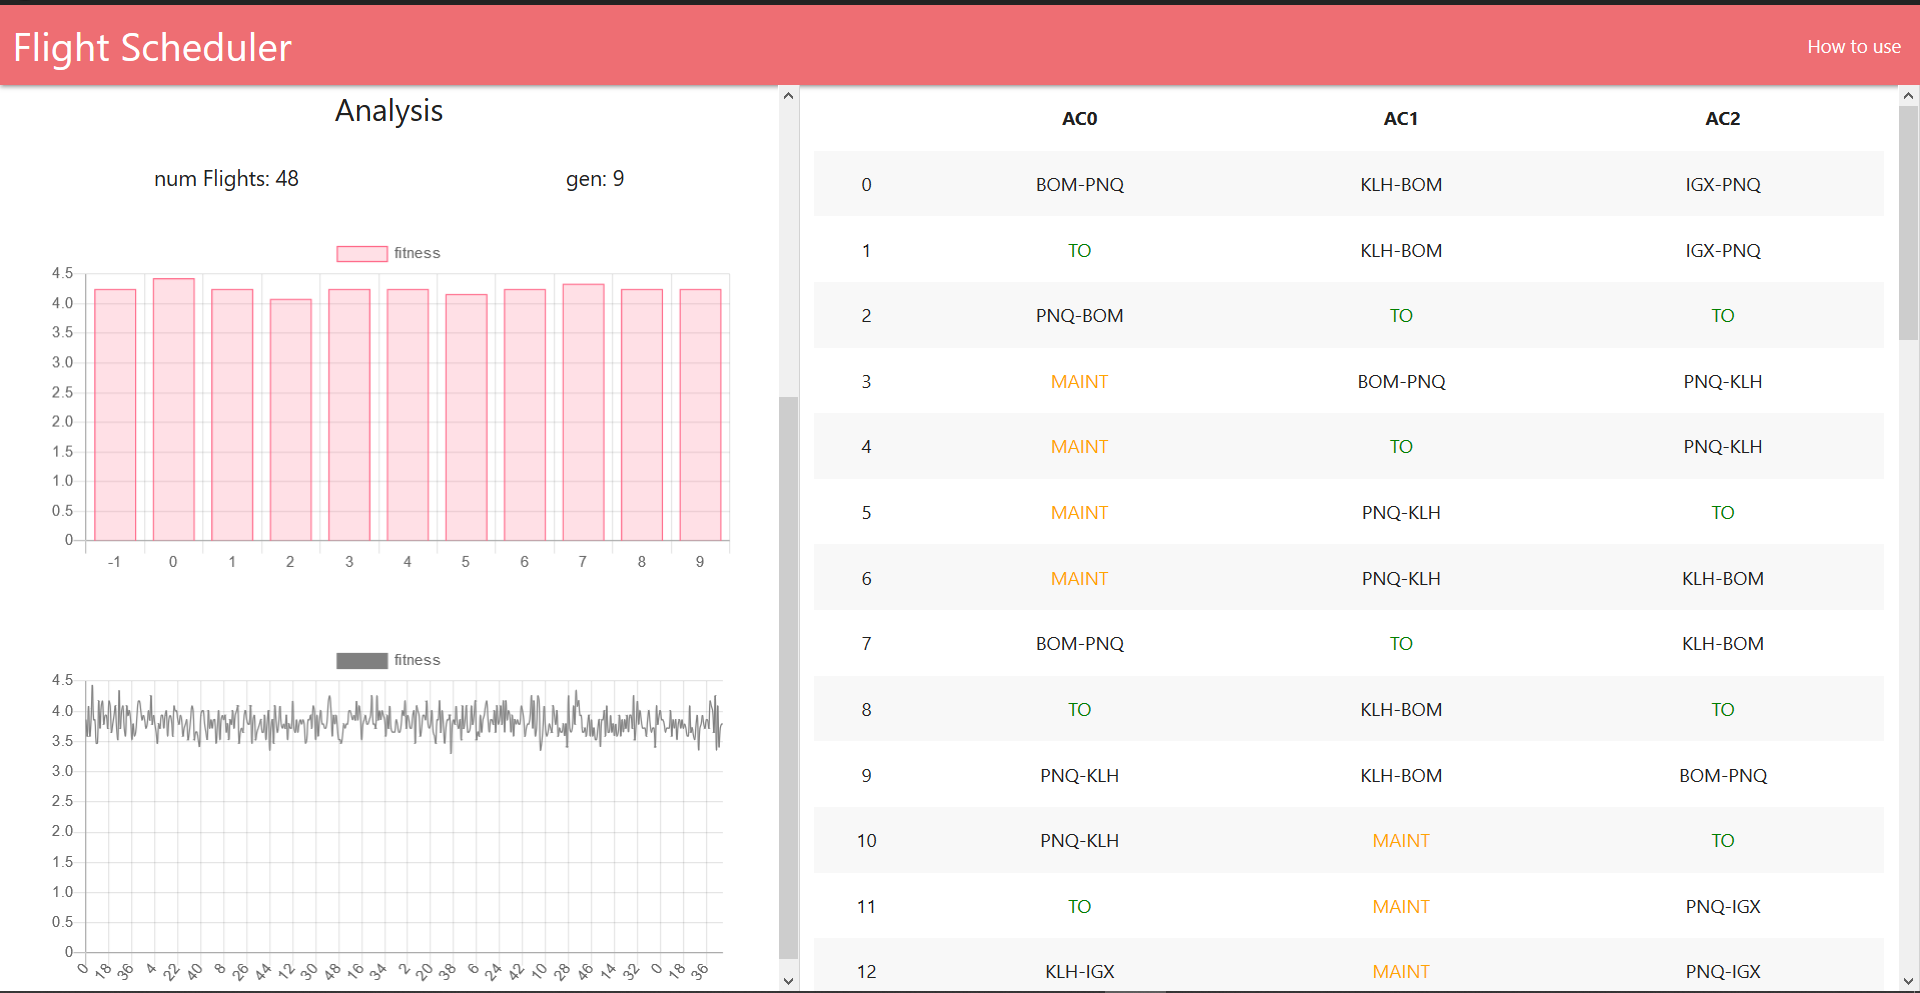 Flight Scheduler
How to use
Analysis
num Flights: 48 gen: 9
fitness
4.5
4.0
3.5
3.0
2.5
2.0
1.5
1.0
0.5
0
-1 0 1 2 3 4 5 6 7 8 9
fitness
4.5
4.0
3.5
3.0
2.5
2.0
1.5
1.0
0.5
0
0 18 36 4 22 40 8 26 44 12 30 48 16 34 2 20 38 6 24 42 10 28 46 14 32 0 18 36
AC0 AC1 AC2
0 BOM-PNQ KLH-BOM IGX-PNQ
1 TO KLH-BOM IGX-PNQ
2 PNQ-BOM TO TO
3 MAINT BOM-PNQ PNQ-KLH
4 MAINT TO PNQ-KLH
5 MAINT PNQ-KLH TO
6 MAINT PNQ-KLH KLH-BOM
7 BOM-PNQ TO KLH-BOM
8 TO KLH-BOM TO
9 PNQ-KLH KLH-BOM BOM-PNQ
10 PNQ-KLH MAINT TO
11 TO MAINT PNQ-IGX
12 KLH-IGX MAINT PNQ-IGX